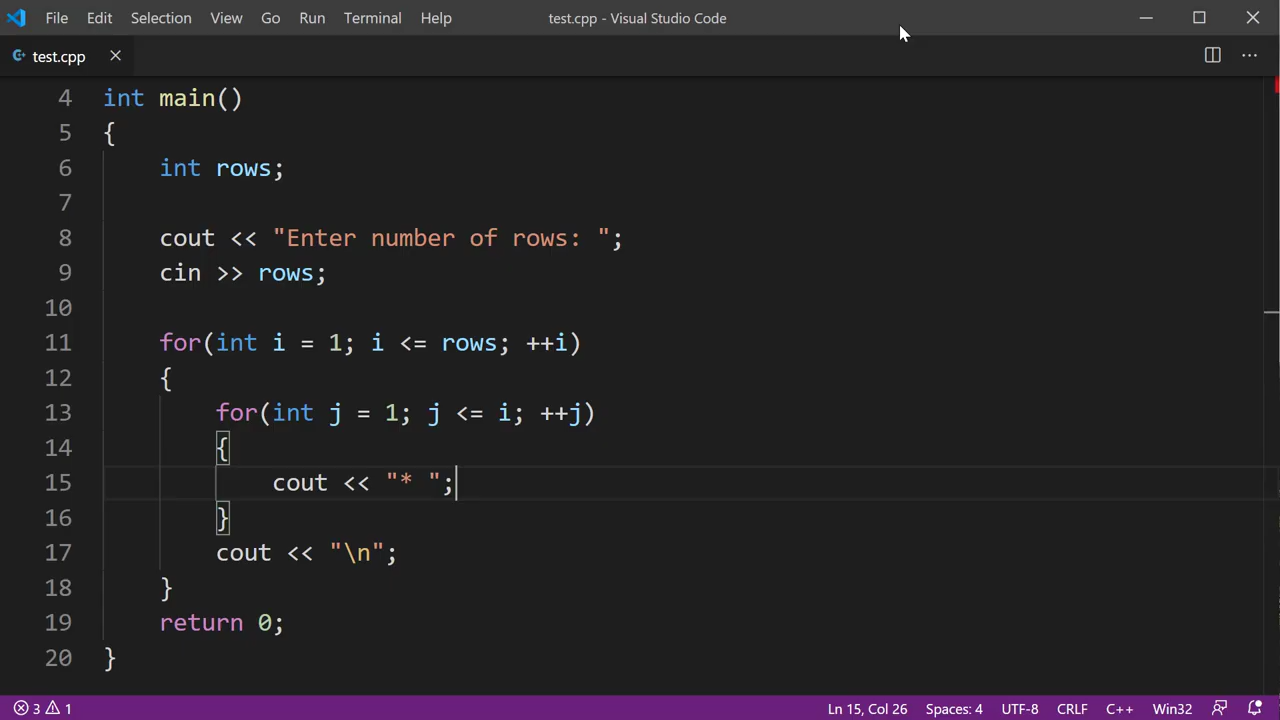 File Edit Selection View Go Run Terminal Help test.cpp - Visual Studio Code
test.cpp
4 int main()
5 {
6     int rows;
7
8     cout << "Enter number of rows: ";
9     cin >> rows;
10
11     for(int i = 1; i <= rows; ++i)
12     {
13         for(int j = 1; j <= i; ++j)
14         {
15             cout << "* ";
16         }
17         cout << "\n";
18     }
19     return 0;
20 }
3 1 Ln 15, Col 26 Spaces: 4 UTF-8 CRLF C++ Win32